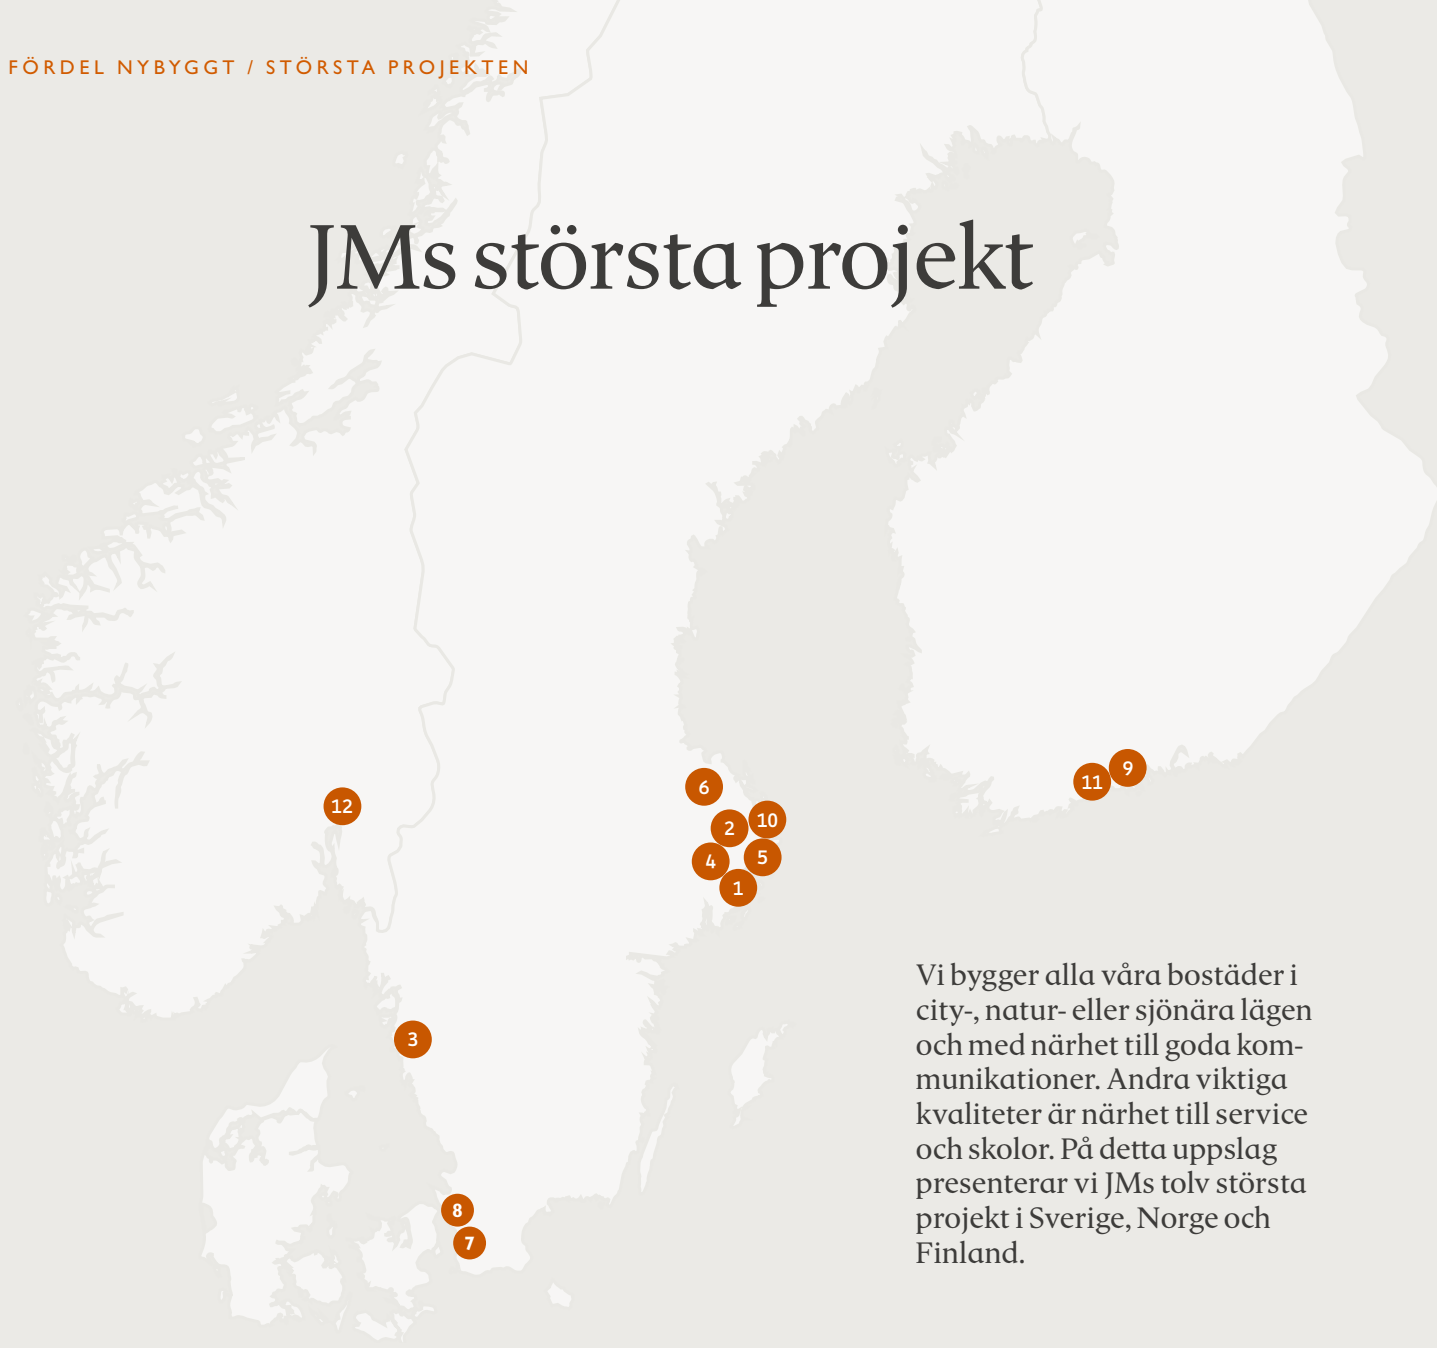 FÖRDEL NYBYGGT / STÖRSTA PROJEKTEN
JMs största projekt
9
11
6
12
10
2
5
4
1
3
8
7
Vi bygger alla våra bostäder i
city-, natur- eller sjönära lägen
och med närhet till goda kom-
munikationer. Andra viktiga
kvaliteter är närhet till service
och skolor. På detta uppslag
presenterar vi JMs tolv största
projekt i Sverige, Norge och
Finland.